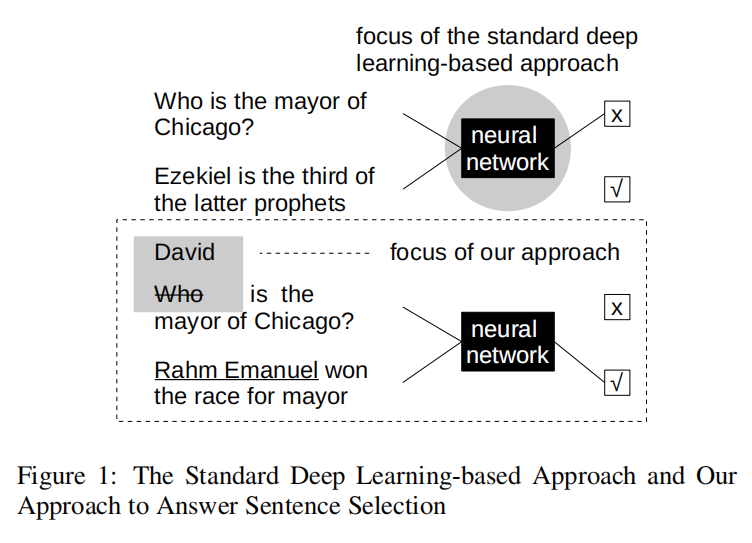 focus of the standard deep
learning-based approach
Who is the mayor of
Chicago?
neural
network
x
Ezekiel is the third of
the latter prophets
√
David
focus of our approach
Who is the
mayor of Chicago?
neural
network
x
Rahm Emanuel won
the race for mayor
√
Figure 1: The Standard Deep Learning-based Approach and Our
Approach to Answer Sentence Selection